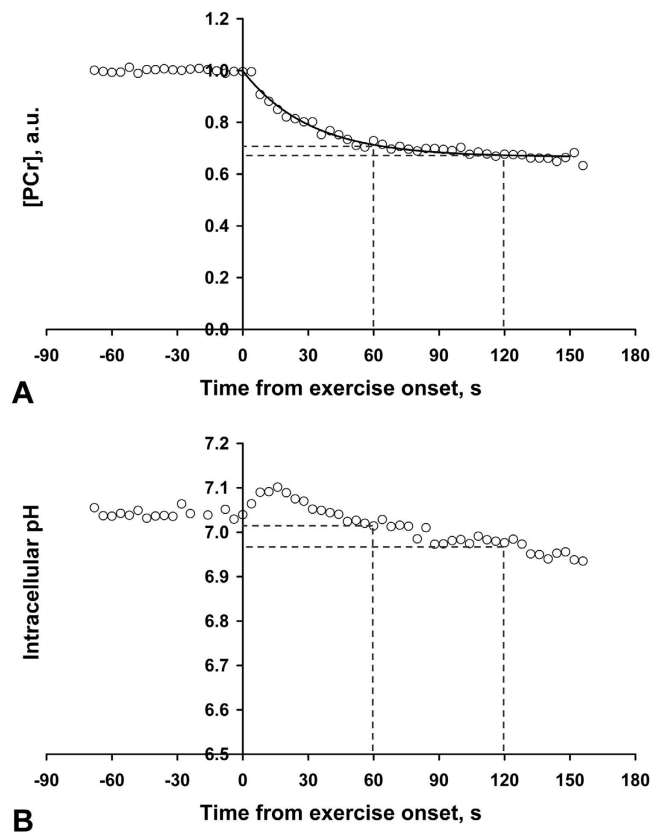 1.2
1.0
0.8
0.6
0.4
0.2
0.0
[PCr], a.u.
-90 -60 -30 0 30 60 90 120 150 180
Time from exercise onset, s
A
7.2
7.1
7.0
6.9
6.8
6.7
6.6
6.5
Intracellular pH
-90 -60 -30 0 30 60 90 120 150 180
Time from exercise onset, s
B